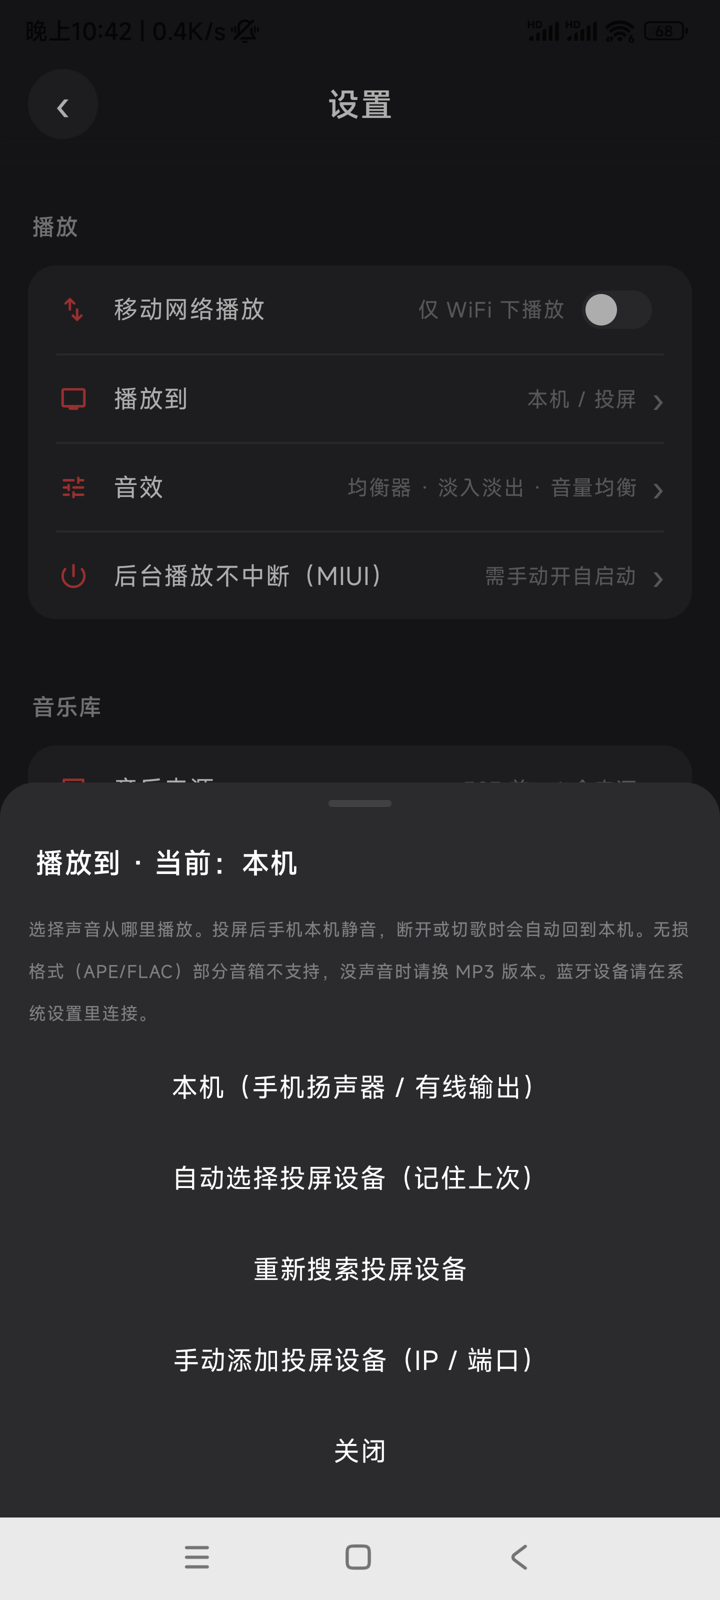 晚上10:42 | 0.4K/s
HD HD 68
设置
播放
移动网络播放 仅 WiFi 下播放
播放到 本机 / 投屏
音效 均衡器 · 淡入淡出 · 音量均衡
后台播放不中断（MIUI） 需手动开自启动
音乐库
播放到 · 当前：本机
选择声音从哪里播放。投屏后手机本机静音，断开或切歌时会自动回到本机。无损
格式（APE/FLAC）部分音箱不支持，没声音时请换 MP3 版本。蓝牙设备请在系
统设置里连接。
本机（手机扬声器 / 有线输出）
自动选择投屏设备（记住上次）
重新搜索投屏设备
手动添加投屏设备（IP / 端口）
关闭